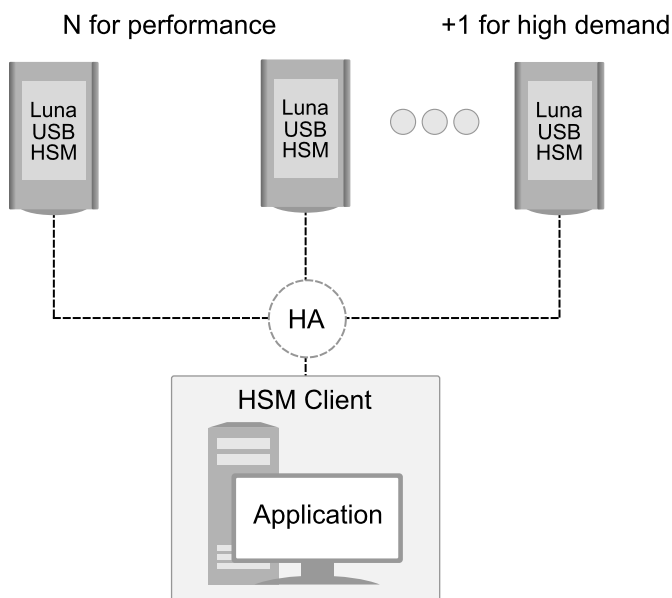 N for performance
+1 for high demand
Luna
USB
HSM
Luna
USB
HSM
Luna
USB
HSM
HA
HSM Client
Application